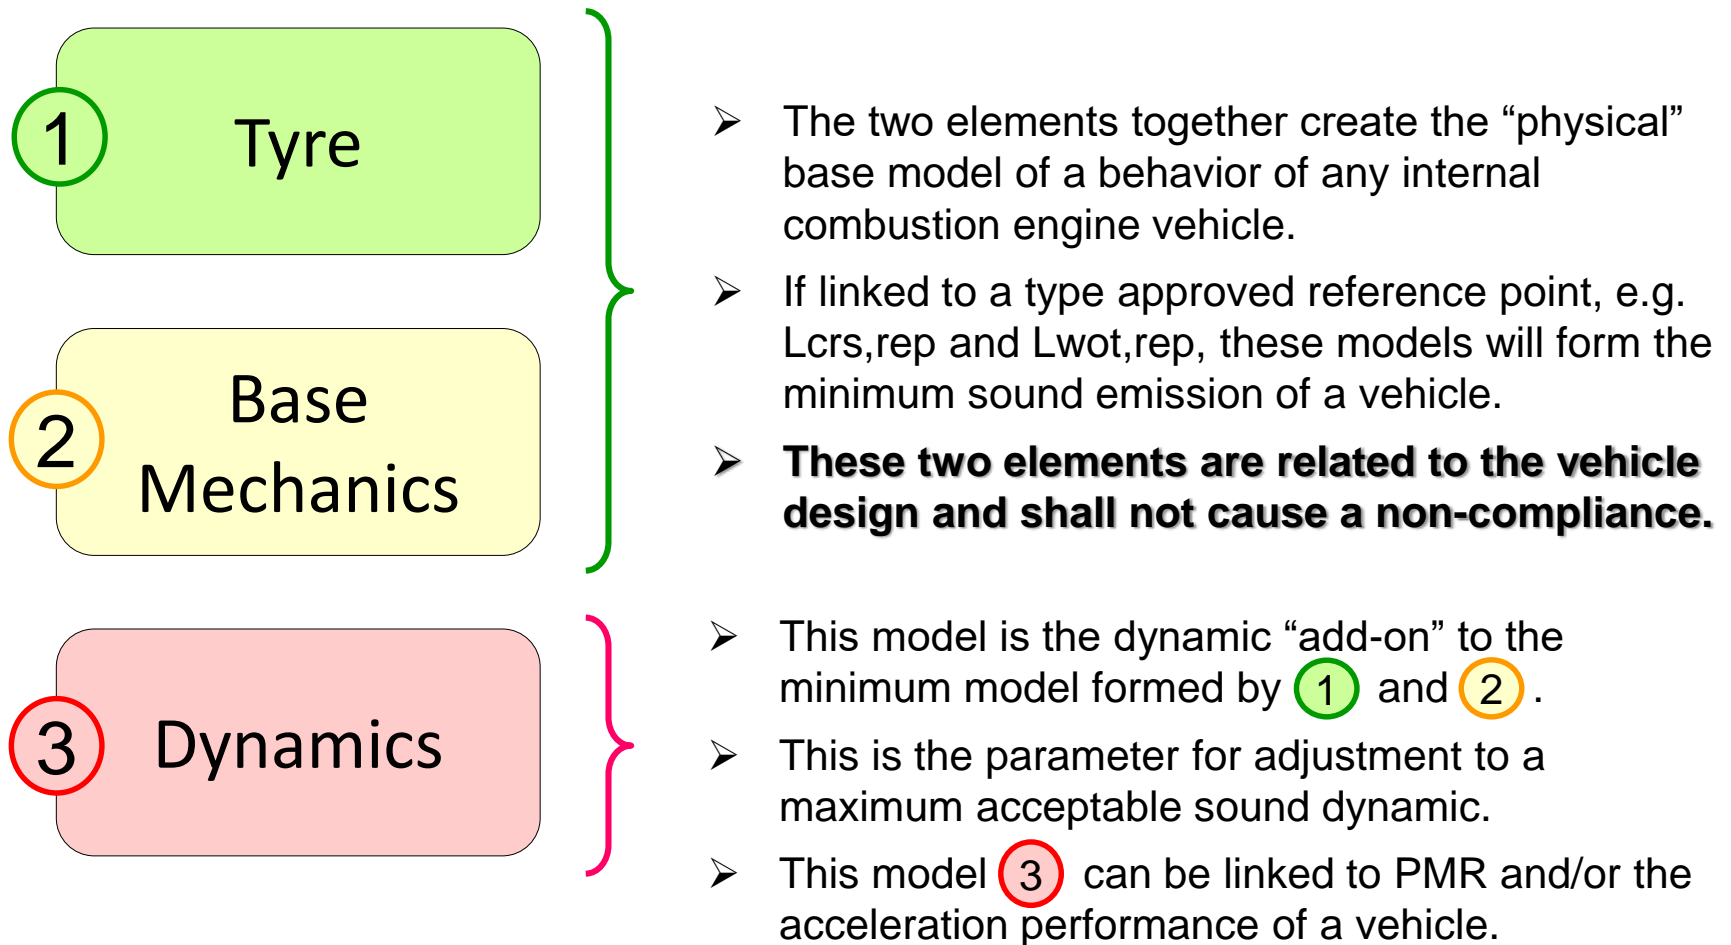 1
Tyre
2
Base
Mechanics
➢ The two elements together create the “physical”
base model of a behavior of any internal
combustion engine vehicle.
➢ If linked to a type approved reference point, e.g.
Lcrs,rep and Lwot,rep, these models will form the
minimum sound emission of a vehicle.
➢ These two elements are related to the vehicle
design and shall not cause a non-compliance.
3
Dynamics
➢ This model is the dynamic “add-on” to the
minimum model formed by 1 and 2 .
➢ This is the parameter for adjustment to a
maximum acceptable sound dynamic.
➢ This model 3 can be linked to PMR and/or the
acceleration performance of a vehicle.